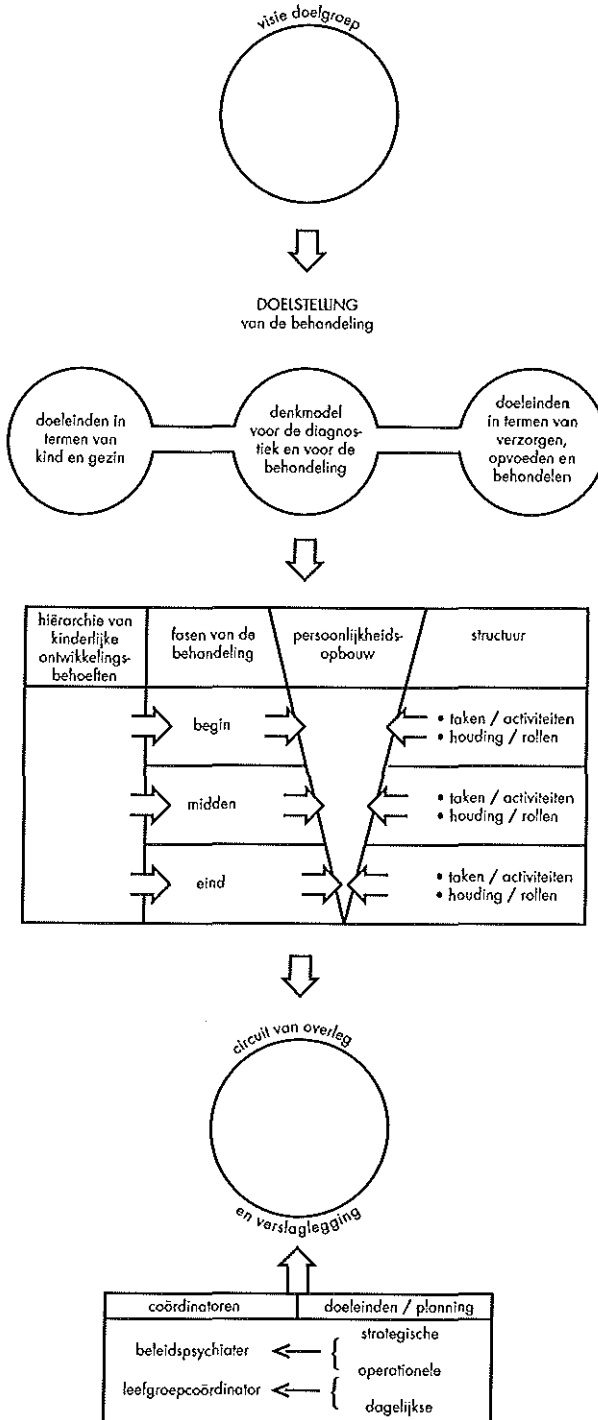 visie doelgroep
DOELSTELLING
van de behandeling
doeleinden in
termen van
kind en gezin
denkmodel
voor de diagnos-
tiek en voor de
behandeling
doeleinden
in termen van
verzorgen,
opvoeden en
behandelen
hiërarchie van
kinderlijke
ontwikkelings-
behoeften
fasen van de
behandeling
persoonlijkheids-
opbouw
structuur
begin
• taken / activiteiten
• houding / rollen
midden
• taken / activiteiten
• houding / rollen
eind
• taken / activiteiten
• houding / rollen
circuit van overleg
en verslaglegging
coördinatoren
doeleinden / planning
strategische
beleidspsychiater
operationele
leefgroepcoördinator
dagelijkse